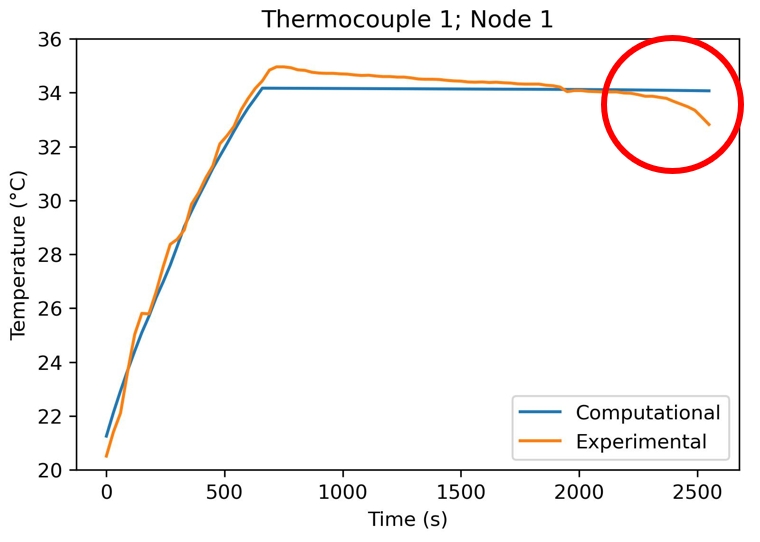 Thermocouple 1; Node 1
36
34
32
30
28
26
24
22
20
Temperature (°C)
0 500 1000 1500 2000 2500
Time (s)
Computational
Experimental